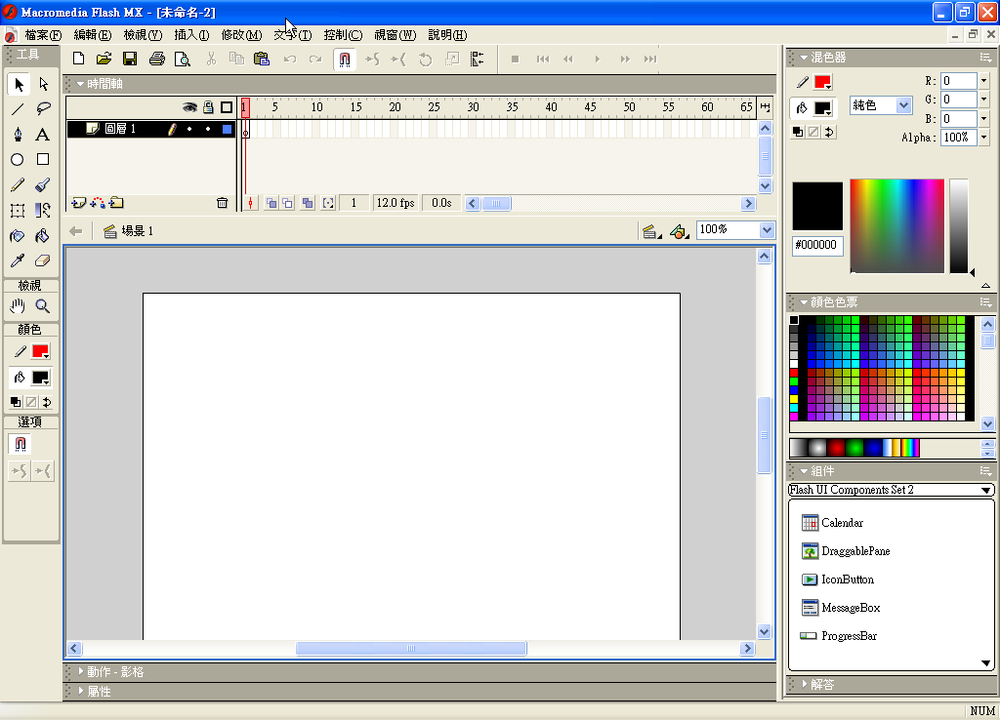 Macromedia Flash MX - [未命名-2]
檔案(F) 編輯(E) 檢視(V) 插入(I) 修改(M) 文字(T) 控制(C) 視窗(W) 說明(H)
工具
檢視
顏色
選項
時間軸
1 5 10 15 20 25 30 35 40 45 50 55 60 65
圖層 1
1 12.0 fps 0.0s
場景 1
100%
動作 - 影格
屬性
混色器
純色
R: 0
G: 0
B: 0
Alpha: 100%
#000000
顏色色票
組件
Flash UI Components Set 2
Calendar
DraggablePane
IconButton
MessageBox
ProgressBar
解答
NUM